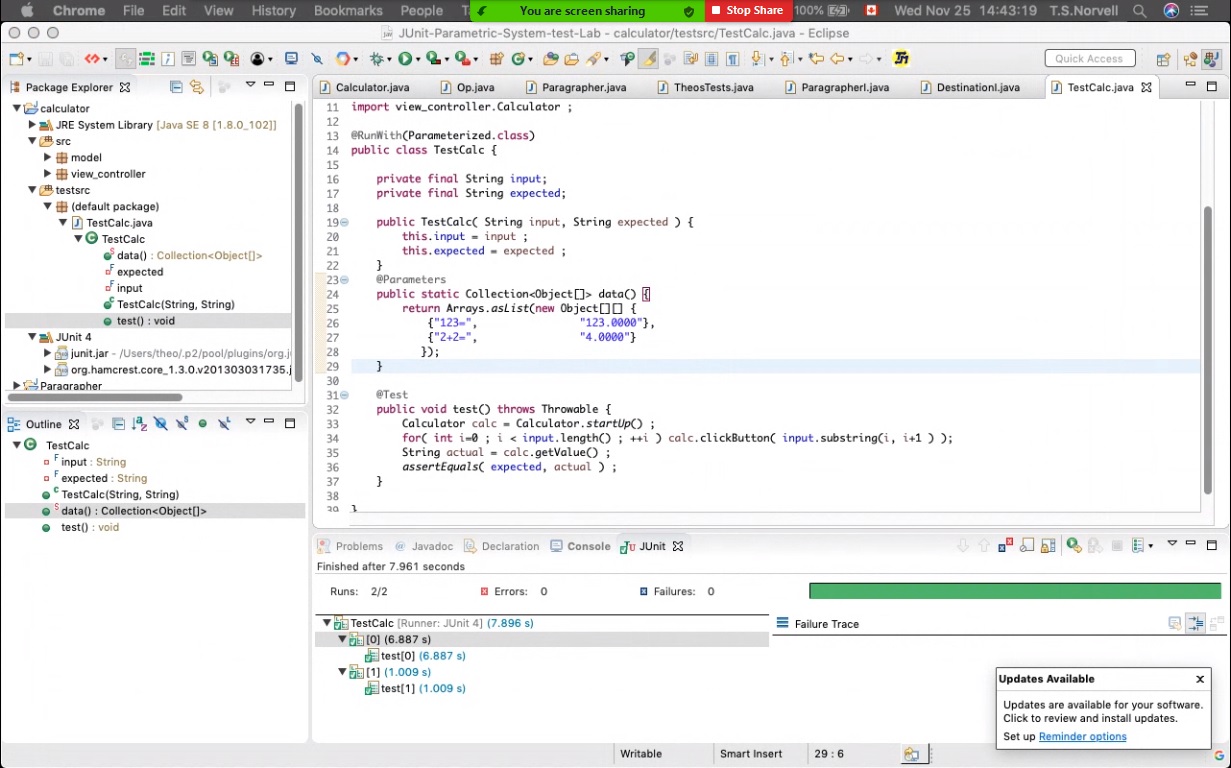 Chrome File Edit View History Bookmarks People You are screen sharing Stop Share 100% Wed Nov 25 14:43:19 T.S.Norvell
JUnit-Parametric-System-test-Lab - calculator/testsrc/TestCalc.java - Eclipse
Quick Access
Package Explorer
Calculator.java Op.java Paragrapher.java TheosTests.java ParagrapherI.java DestinationI.java TestCalc.java
calculator
JRE System Library [Java SE 8 [1.8.0_102]]
src
model
view_controller
testsrc
(default package)
TestCalc.java
TestCalc
data() : Collection<Object[]>
expected
input
TestCalc(String, String)
test() : void
JUnit 4
junit.jar - /Users/theo/.p2/pool/plugins/org.j
org.hamcrest.core_1.3.0.v201303031735.j
Paragrapher
11 import view_controller.Calculator ;
12
13 @RunWith(Parameterized.class)
14 public class TestCalc {
15
16 private final String input;
17 private final String expected;
18
19 public TestCalc( String input, String expected ) {
20 this.input = input ;
21 this.expected = expected ;
22 }
23 @Parameters
24 public static Collection<Object[]> data() {
25 return Arrays.asList(new Object[][] {
26 {"123=", "123.0000"},
27 {"2+2=", "4.0000"}
28 });
29 }
30
31 @Test
32 public void test() throws Throwable {
33 Calculator calc = Calculator.startUp() ;
34 for( int i=0 ; i < input.length() ; ++i ) calc.clickButton( input.substring(i, i+1 ) );
35 String actual = calc.getValue() ;
36 assertEquals( expected, actual ) ;
37 }
38
39 }
Outline
TestCalc
input : String
expected : String
TestCalc(String, String)
data() : Collection<Object[]>
test() : void
Problems Javadoc Declaration Console JUnit
Finished after 7.961 seconds
Runs: 2/2 Errors: 0 Failures: 0
TestCalc [Runner: JUnit 4] (7.896 s)
[0] (6.887 s)
test[0] (6.887 s)
[1] (1.009 s)
test[1] (1.009 s)
Failure Trace
Updates Available x
Updates are available for your software.
Click to review and install updates.
Set up Reminder options
Writable Smart Insert 29 : 6